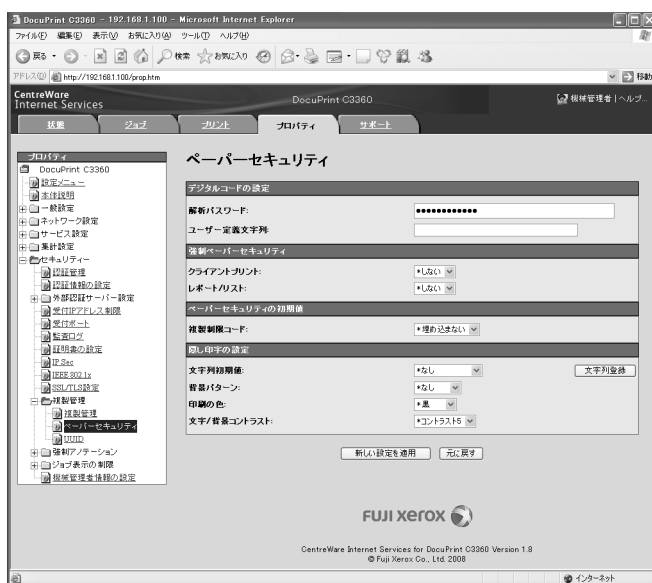 DocuPrint C3360 - 192.168.1.100 - Microsoft Internet Explorer
ファイル(F) 編集(E) 表示(V) お気に入り(A) ツール(T) ヘルプ(H)
戻る 検索 お気に入り
アドレス(D) http://192.168.1.100/prop.htm 移動
CentreWare
Internet Services
DocuPrint C3360
機械管理者 | ヘルプ...
状態 ジョブ プリント プロパティ サポート
プロパティ
DocuPrint C3360
設定メニュー
本体説明
一般設定
ネットワーク設定
サービス設定
集計設定
セキュリティー
認証管理
認証情報の設定
外部認証サーバー設定
受付IPアドレス制限
受付ポート
監査ログ
証明書の設定
IP Sec
IEEE 802.1x
SSL/TLS設定
複製管理
複製管理
ペーパーセキュリティ
UUID
強制アノテーション
ジョブ表示の制限
機械管理者情報の設定
ペーパーセキュリティ
デジタルコードの設定
解析パスワード: ●●●●●●●●●●●●
ユーザー定義文字列:
強制ペーパーセキュリティ
クライアントプリント: *しない
レポート/リスト: *しない
ペーパーセキュリティの初期値
複製制限コード: *埋め込まない
隠し印字の設定
文字列初期値: *なし 文字列登録
背景パターン: *なし
印刷の色: *黒
文字/背景コントラスト: *コントラスト5
新しい設定を適用 元に戻す
FUJI XEROX
CentreWare Internet Services for DocuPrint C3360 Version 1.8
© Fuji Xerox Co., Ltd. 2008
インターネット